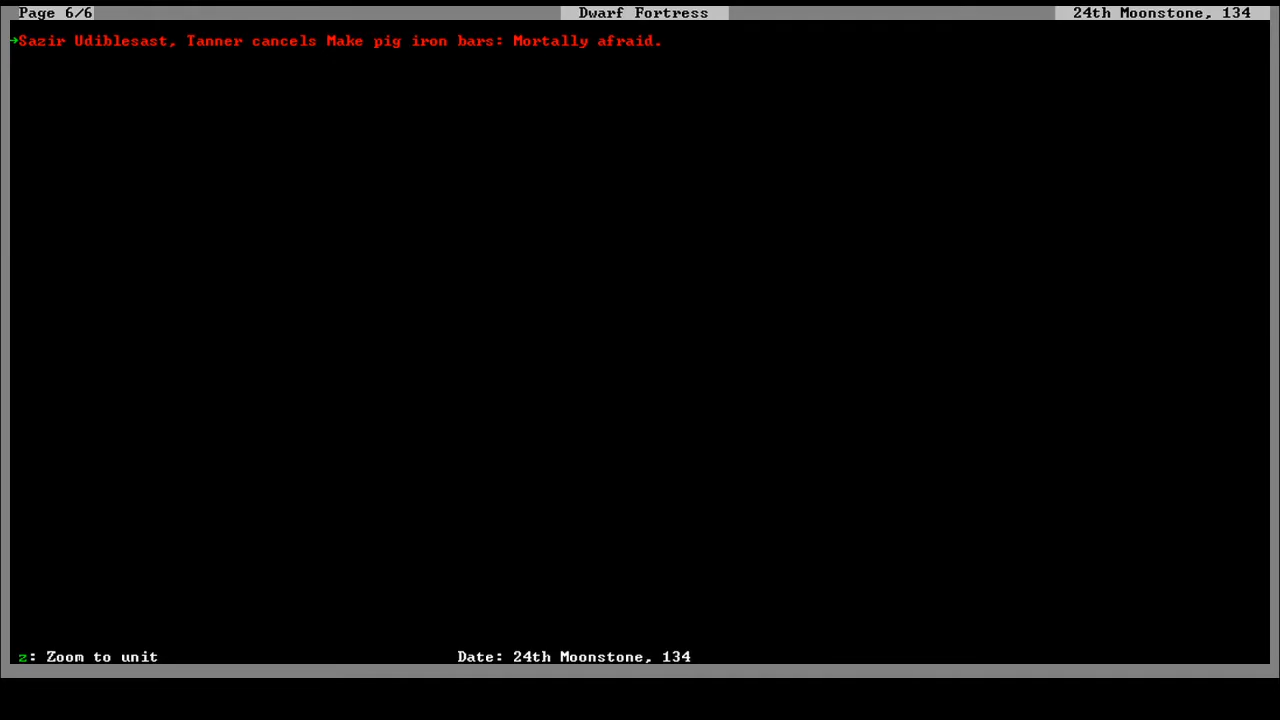 Page 6/6 Dwarf Fortress 24th Moonstone, 134
→Sazir Udiblesast, Tanner cancels Make pig iron bars: Mortally afraid.
z: Zoom to unit Date: 24th Moonstone, 134